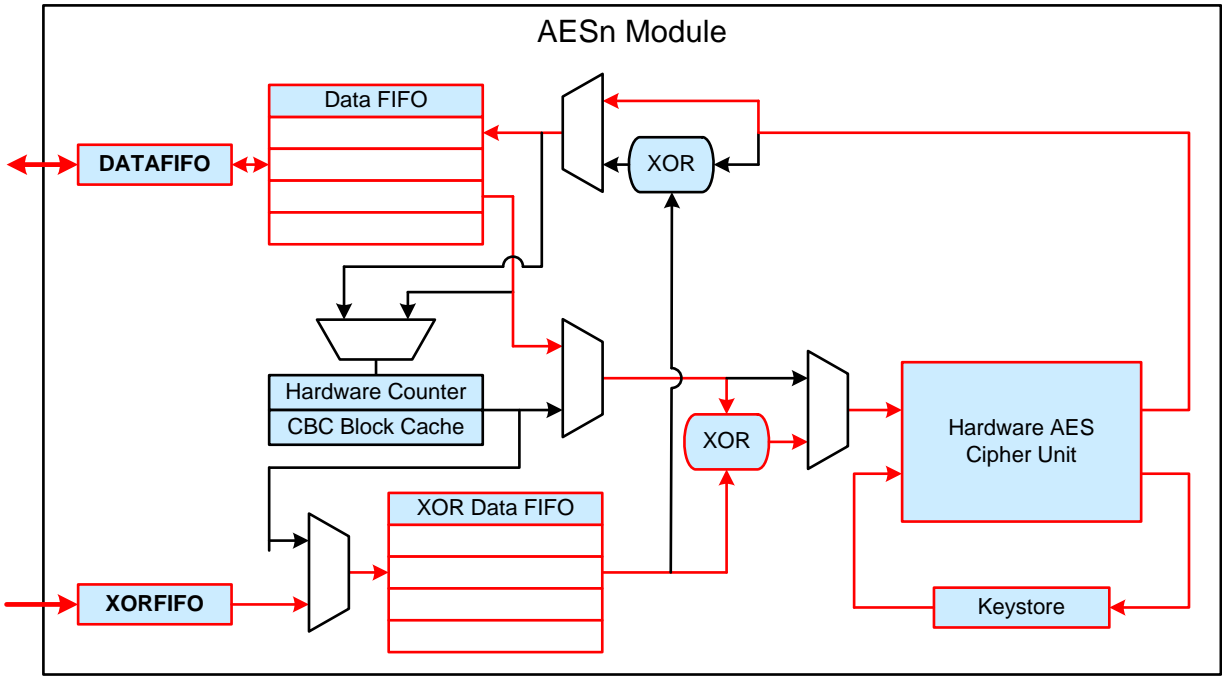 AESn Module
Data FIFO
DATAFIFO
XOR
Hardware Counter
CBC Block Cache
XOR
Hardware AES
Cipher Unit
XOR Data FIFO
XORFIFO
Keystore